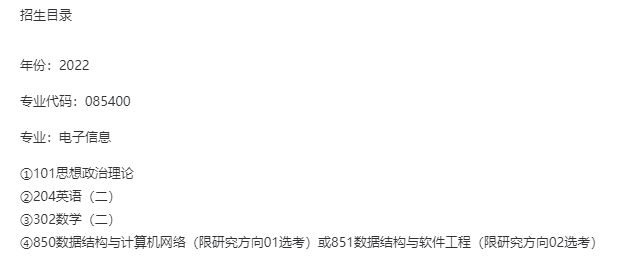 招生目录
年份：2022
专业代码：085400
专业：电子信息
①101思想政治理论
②204英语（二）
③302数学（二）
④850数据结构与计算机网络（限研究方向01选考）或851数据结构与软件工程（限研究方向02选考）